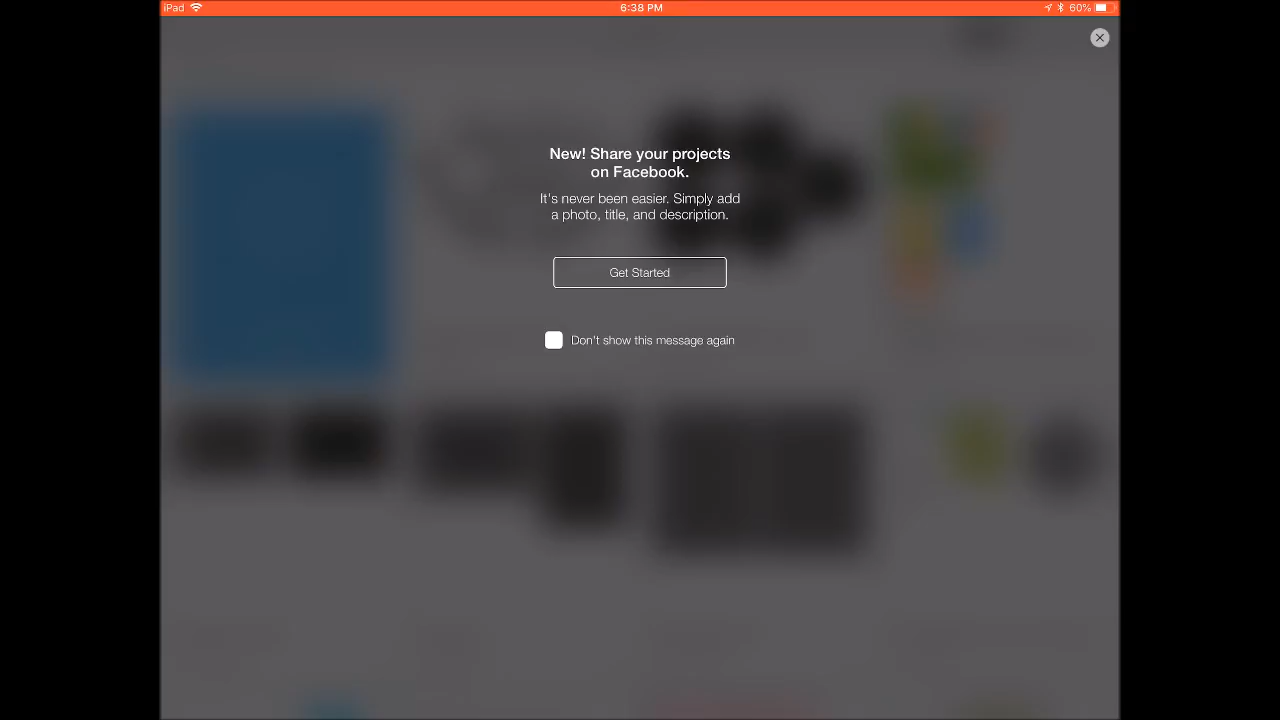 iPad
6:38 PM
60%
New! Share your projects
on Facebook.
It's never been easier. Simply add
a photo, title, and description.
Get Started
Don't show this message again